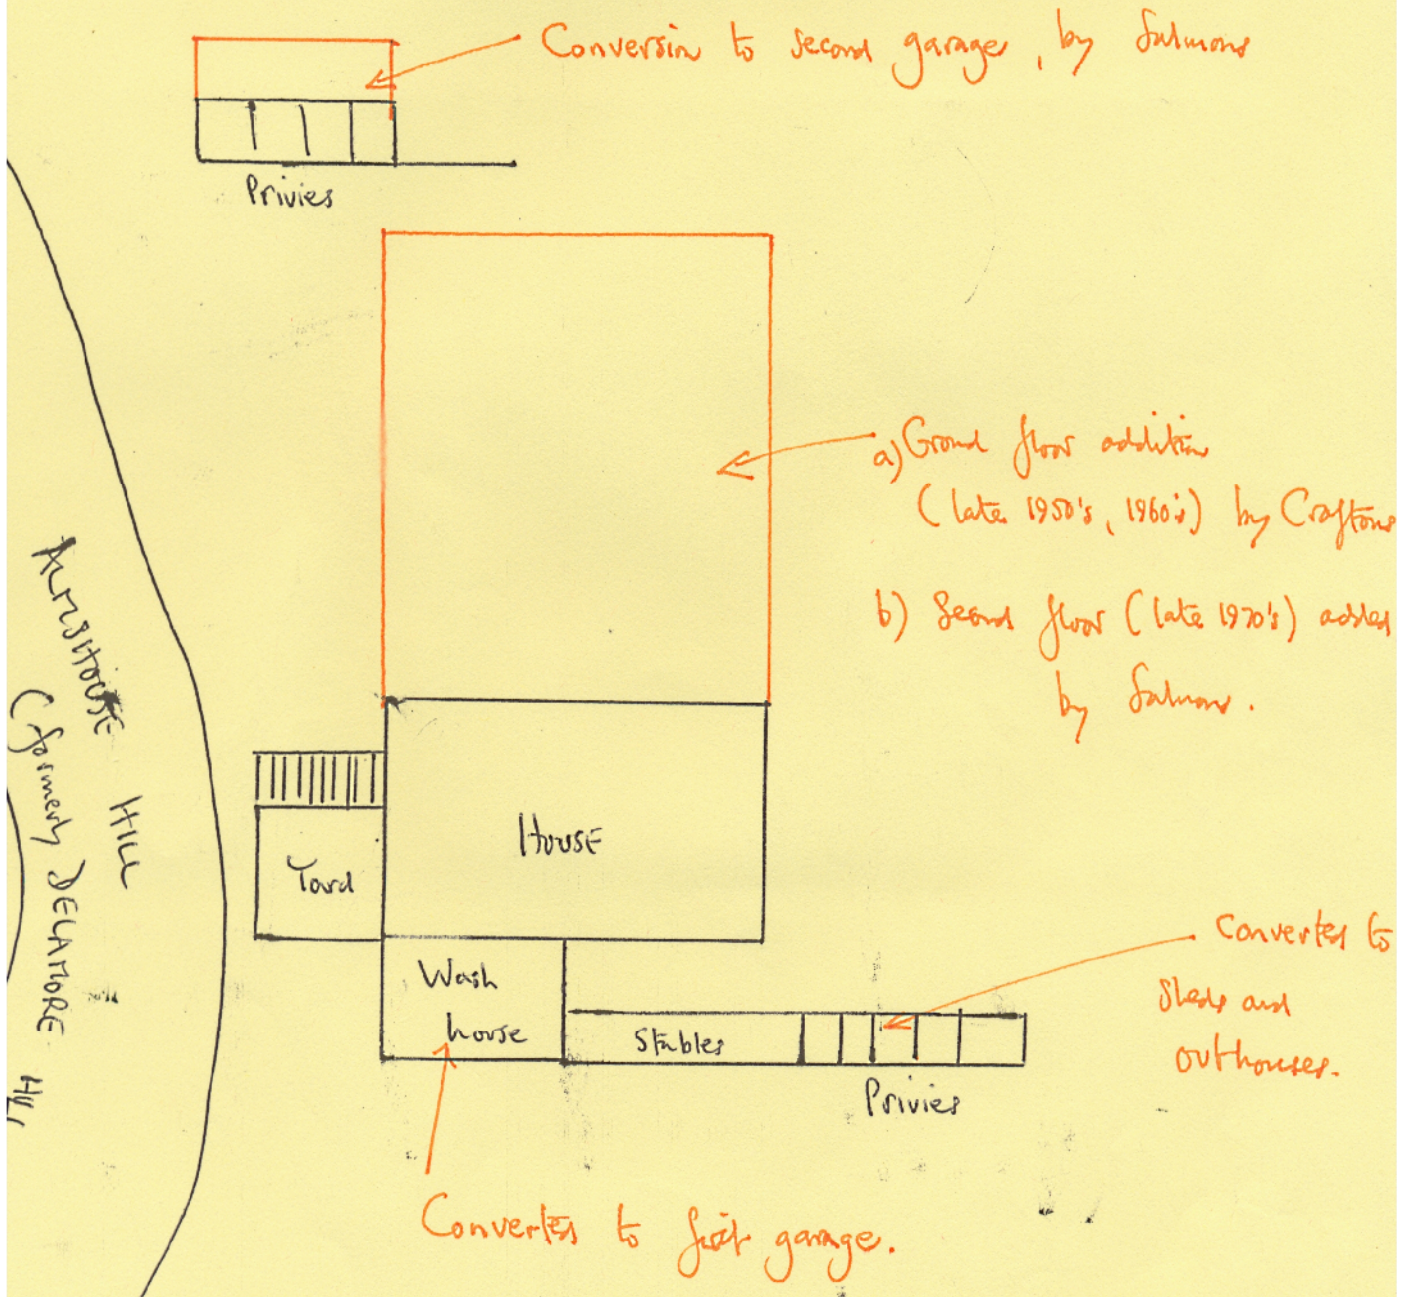 Conversion to second garage, by Salmons
Privies
a) Ground floor addition
(late 1950's, 1960's) by Craftons
b) Second floor (late 1970's) added
by Salmons.
ALMSHOUSE HILL
(formerly DELAMORE
House
Yard
Wash
house
Stables
Privies
Converted to
sheds and
outhouses.
Converted to first garage.